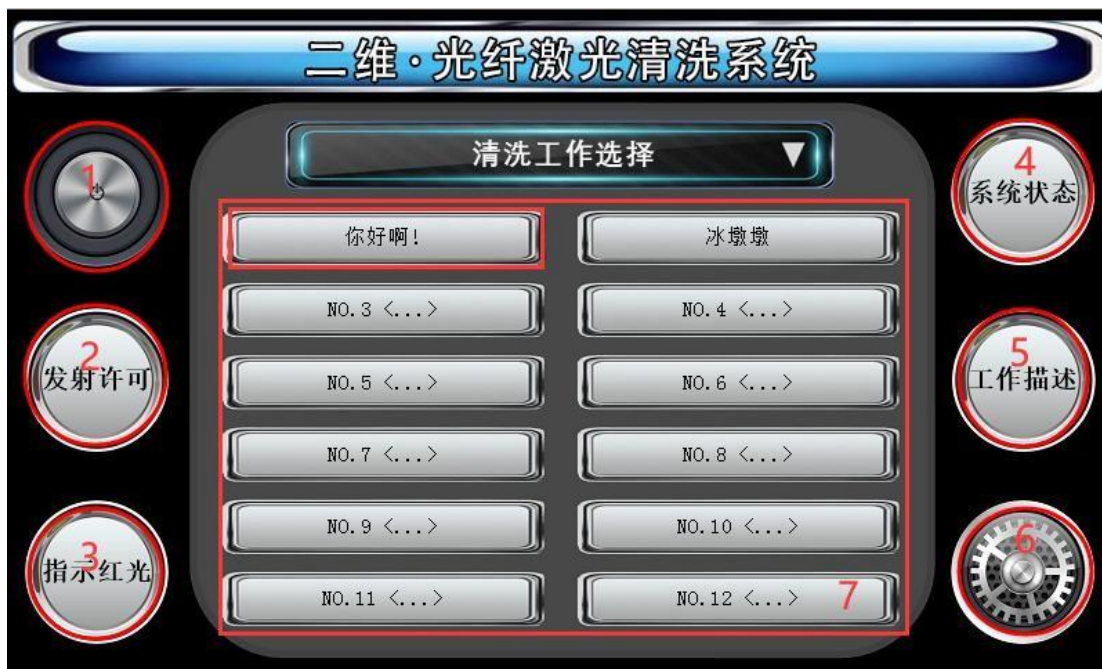 二维·光纤激光清洗系统
清洗工作选择 ▼
1
4
系统状态
你好啊!
冰墩墩
NO.3 <...>
NO.4 <...>
2
发射许可
5
工作描述
NO.5 <...>
NO.6 <...>
NO.7 <...>
NO.8 <...>
3
指示红光
6
NO.9 <...>
NO.10 <...>
NO.11 <...>
NO.12 <...>
7